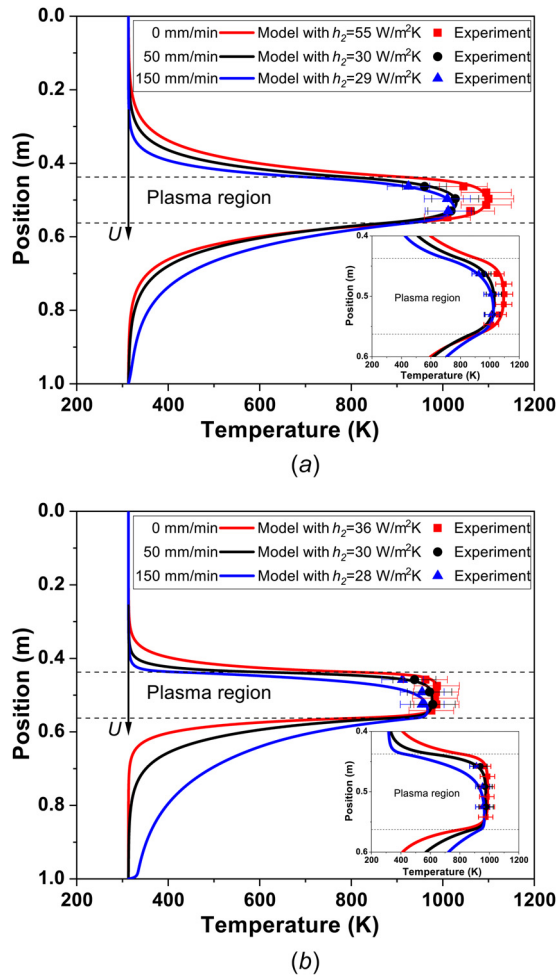 0.0
0.2
0.4
0.6
0.8
1.0
Position (m)
0 mm/min Model with h2=55 W/m²K Experiment
50 mm/min Model with h2=30 W/m²K Experiment
150 mm/min Model with h2=29 W/m²K Experiment
Plasma region
U
0.4
0.5
0.6
Position (m)
Plasma region
200 400 600 800 1000 1200
Temperature (K)
200 400 600 800 1000 1200
Temperature (K)
(a)
0.0
0.2
0.4
0.6
0.8
1.0
Position (m)
0 mm/min Model with h2=36 W/m²K Experiment
50 mm/min Model with h2=30 W/m²K Experiment
150 mm/min Model with h2=28 W/m²K Experiment
Plasma region
U
0.4
0.5
0.6
Position (m)
Plasma region
200 400 600 800 1000 1200
Temperature (K)
200 400 600 800 1000 1200
Temperature (K)
(b)